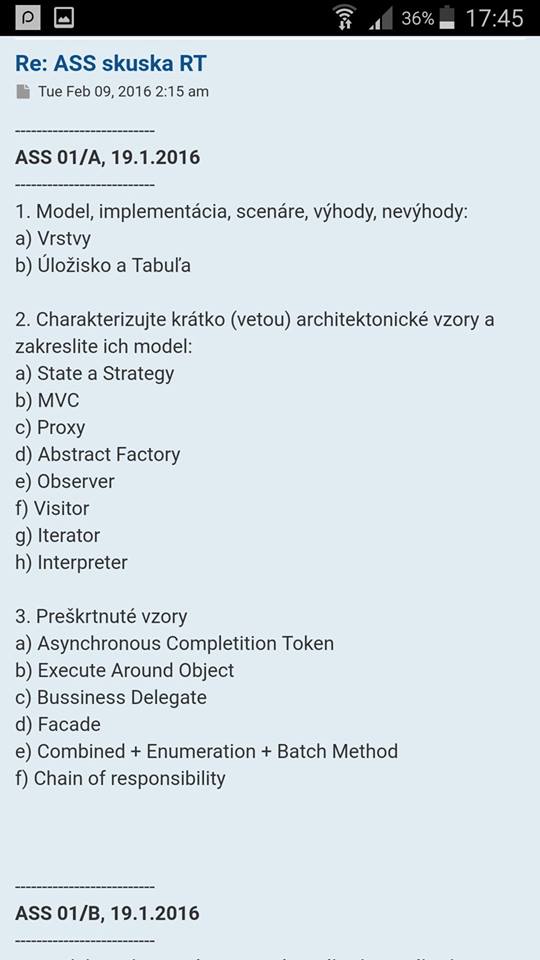 36% 17:45
Re: ASS skuska RT
Tue Feb 09, 2016 2:15 am
--------------------------
ASS 01/A, 19.1.2016
--------------------------
1. Model, implementácia, scenáre, výhody, nevýhody:
a) Vrstvy
b) Úložisko a Tabuľa
2. Charakterizujte krátko (vetou) architektonické vzory a
zakreslite ich model:
a) State a Strategy
b) MVC
c) Proxy
d) Abstract Factory
e) Observer
f) Visitor
g) Iterator
h) Interpreter
3. Preškrtnuté vzory
a) Asynchronous Completition Token
b) Execute Around Object
c) Bussiness Delegate
d) Facade
e) Combined + Enumeration + Batch Method
f) Chain of responsibility
--------------------------
ASS 01/B, 19.1.2016
--------------------------